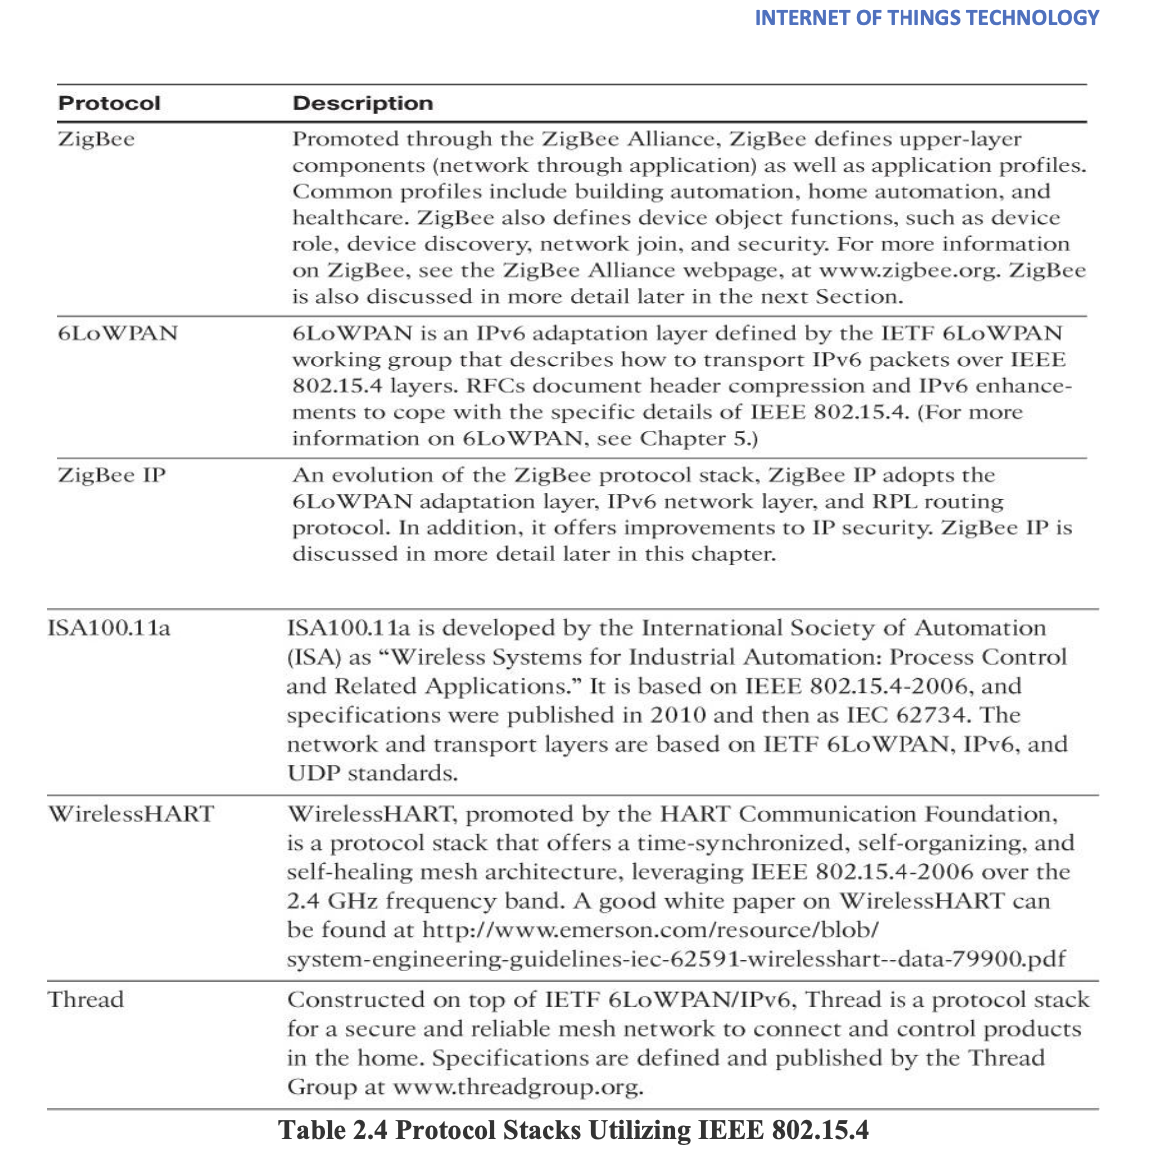 INTERNET OF THINGS TECHNOLOGY
Protocol Description
ZigBee Promoted through the ZigBee Alliance, ZigBee defines upper-layer
components (network through application) as well as application profiles.
Common profiles include building automation, home automation, and
healthcare. ZigBee also defines device object functions, such as device
role, device discovery, network join, and security. For more information
on ZigBee, see the ZigBee Alliance webpage, at www.zigbee.org. ZigBee
is also discussed in more detail later in the next Section.
6LoWPAN 6LoWPAN is an IPv6 adaptation layer defined by the IETF 6LoWPAN
working group that describes how to transport IPv6 packets over IEEE
802.15.4 layers. RFCs document header compression and IPv6 enhance-
ments to cope with the specific details of IEEE 802.15.4. (For more
information on 6LoWPAN, see Chapter 5.)
ZigBee IP An evolution of the ZigBee protocol stack, ZigBee IP adopts the
6LoWPAN adaptation layer, IPv6 network layer, and RPL routing
protocol. In addition, it offers improvements to IP security. ZigBee IP is
discussed in more detail later in this chapter.
ISA100.11a ISA100.11a is developed by the International Society of Automation
(ISA) as “Wireless Systems for Industrial Automation: Process Control
and Related Applications.” It is based on IEEE 802.15.4-2006, and
specifications were published in 2010 and then as IEC 62734. The
network and transport layers are based on IETF 6LoWPAN, IPv6, and
UDP standards.
WirelessHART WirelessHART, promoted by the HART Communication Foundation,
is a protocol stack that offers a time-synchronized, self-organizing, and
self-healing mesh architecture, leveraging IEEE 802.15.4-2006 over the
2.4 GHz frequency band. A good white paper on WirelessHART can
be found at http://www.emerson.com/resource/blob/
system-engineering-guidelines-iec-62591-wirelesshart--data-79900.pdf
Thread Constructed on top of IETF 6LoWPAN/IPv6, Thread is a protocol stack
for a secure and reliable mesh network to connect and control products
in the home. Specifications are defined and published by the Thread
Group at www.threadgroup.org.
Table 2.4 Protocol Stacks Utilizing IEEE 802.15.4